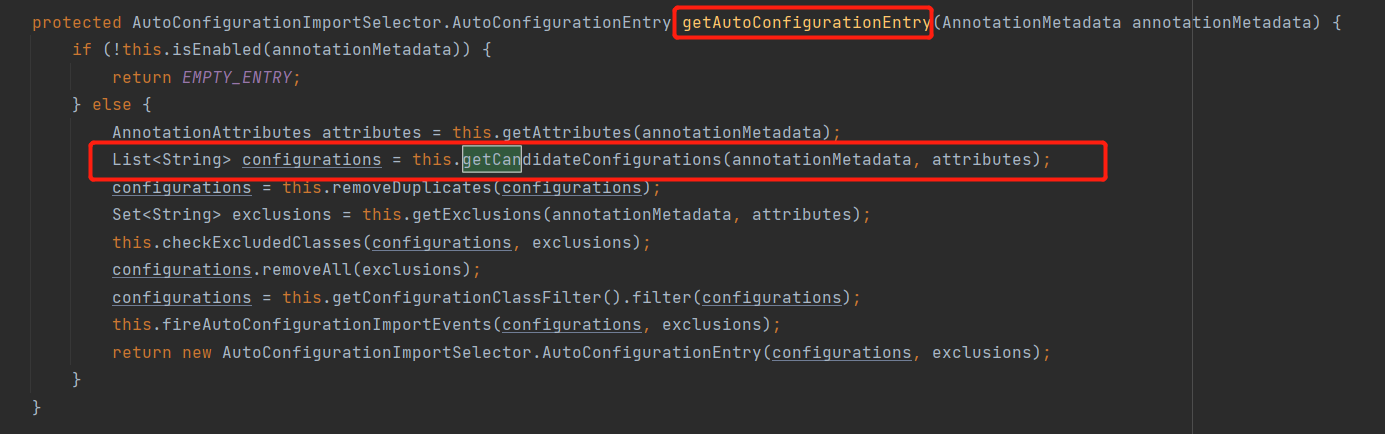 protected AutoConfigurationImportSelector.AutoConfigurationEntry getAutoConfigurationEntry(AnnotationMetadata annotationMetadata) {
if (!this.isEnabled(annotationMetadata)) {
return EMPTY_ENTRY;
} else {
AnnotationAttributes attributes = this.getAttributes(annotationMetadata);
List<String> configurations = this.getCandidateConfigurations(annotationMetadata, attributes);
configurations = this.removeDuplicates(configurations);
Set<String> exclusions = this.getExclusions(annotationMetadata, attributes);
this.checkExcludedClasses(configurations, exclusions);
configurations.removeAll(exclusions);
configurations = this.getConfigurationClassFilter().filter(configurations);
this.fireAutoConfigurationImportEvents(configurations, exclusions);
return new AutoConfigurationImportSelector.AutoConfigurationEntry(configurations, exclusions);
}
}